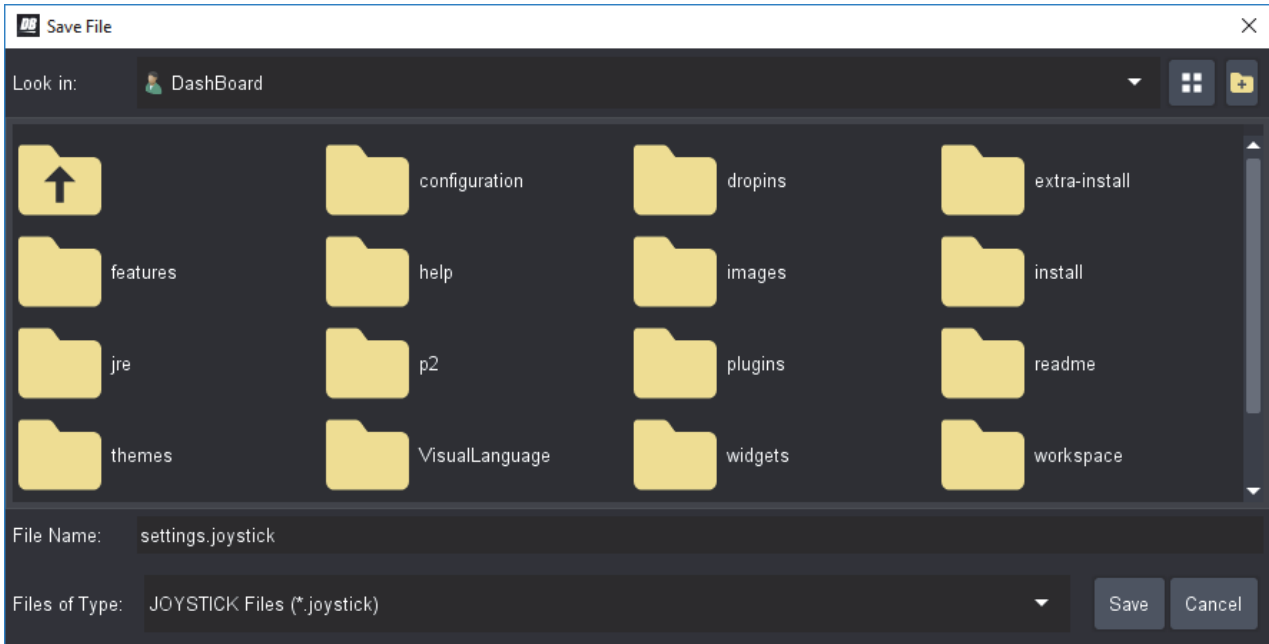 DB Save File
Look in: DashBoard
configuration dropins extra-install
features help images install
jre p2 plugins readme
themes VisualLanguage widgets workspace
File Name: settings.joystick
Files of Type: JOYSTICK Files (*.joystick) Save Cancel